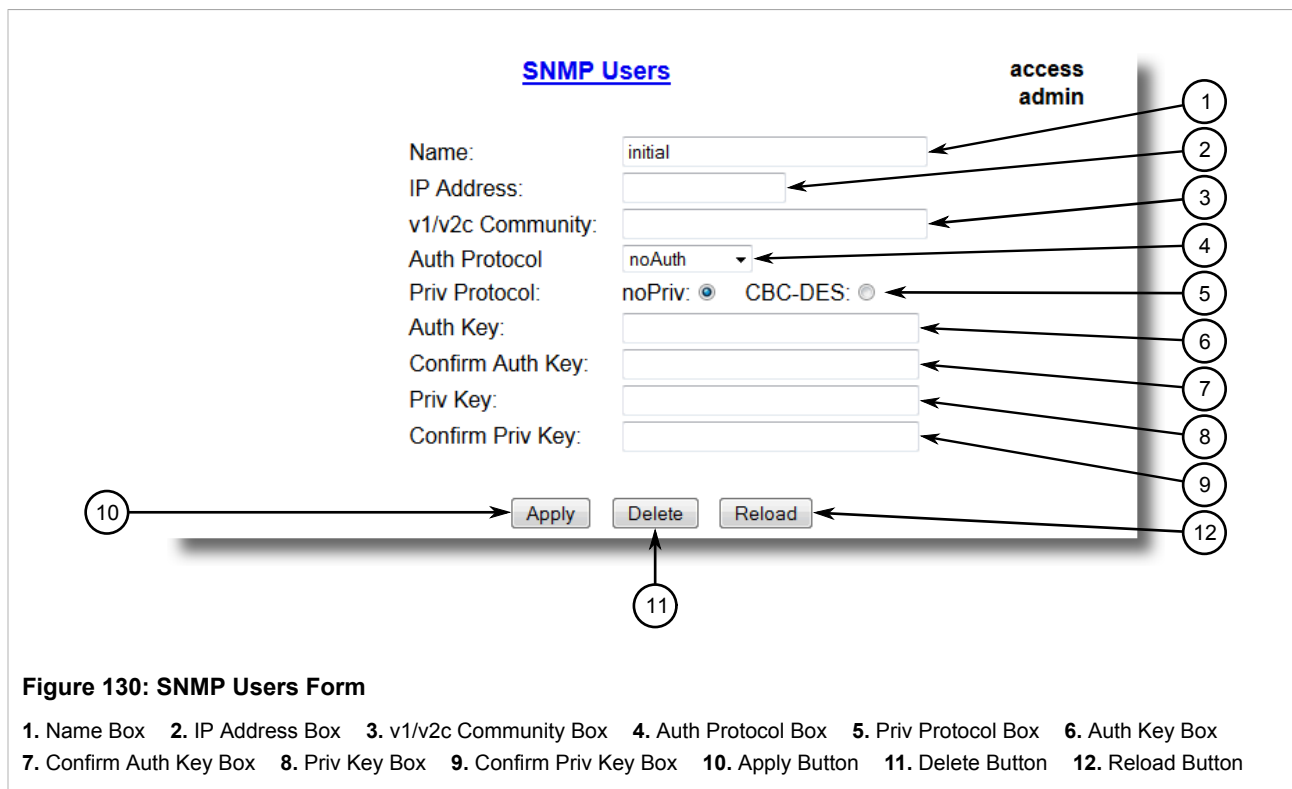 SNMP Users
access
admin
1
Name: initial
2
IP Address:
3
v1/v2c Community:
4
Auth Protocol noAuth
Priv Protocol: noPriv: CBC-DES:
5
Auth Key:
6
Confirm Auth Key:
7
Priv Key:
8
Confirm Priv Key:
9
10 Apply Delete Reload
12
11
Figure 130: SNMP Users Form
1. Name Box 2. IP Address Box 3. v1/v2c Community Box 4. Auth Protocol Box 5. Priv Protocol Box 6. Auth Key Box
7. Confirm Auth Key Box 8. Priv Key Box 9. Confirm Priv Key Box 10. Apply Button 11. Delete Button 12. Reload Button